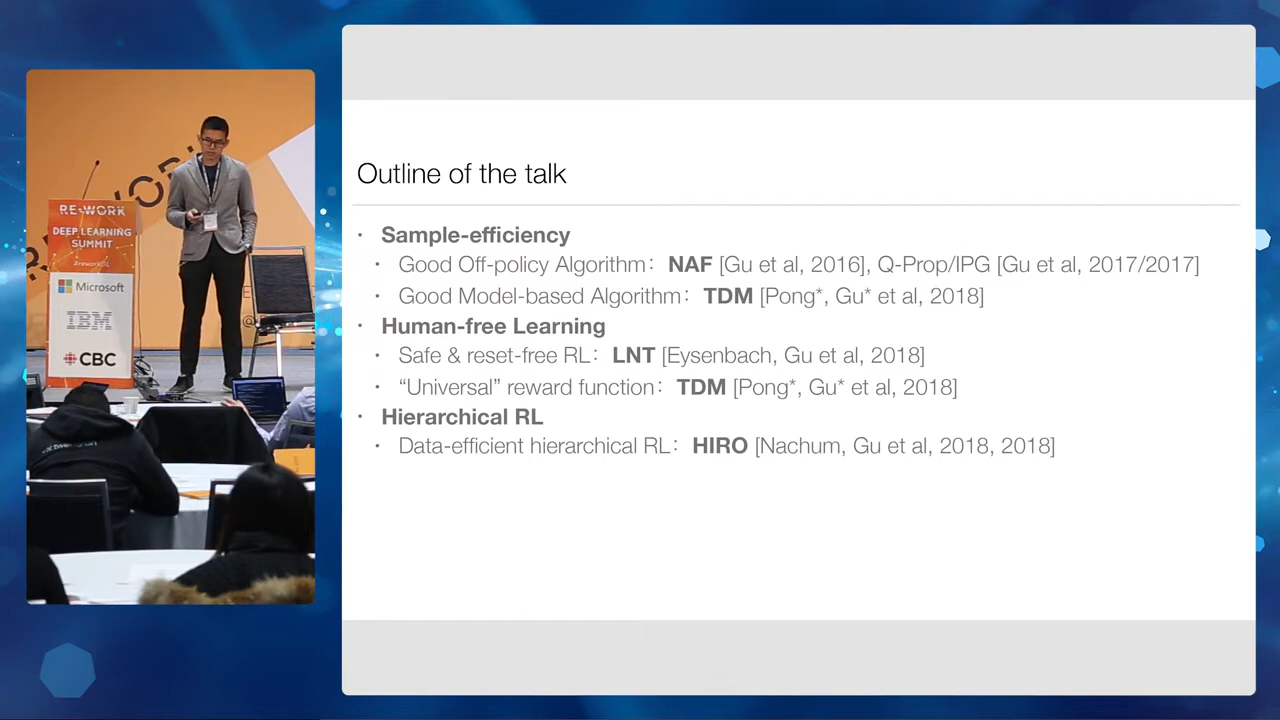 RE•WORK
DEEP LEARNING
SUMMIT
#reworkDL
Microsoft
IBM
CBC
Outline of the talk
• Sample-efficiency
• Good Off-policy Algorithm: NAF [Gu et al, 2016], Q-Prop/IPG [Gu et al, 2017/2017]
• Good Model-based Algorithm: TDM [Pong*, Gu* et al, 2018]
• Human-free Learning
• Safe & reset-free RL: LNT [Eysenbach, Gu et al, 2018]
• “Universal” reward function: TDM [Pong*, Gu* et al, 2018]
• Hierarchical RL
• Data-efficient hierarchical RL: HIRO [Nachum, Gu et al, 2018, 2018]